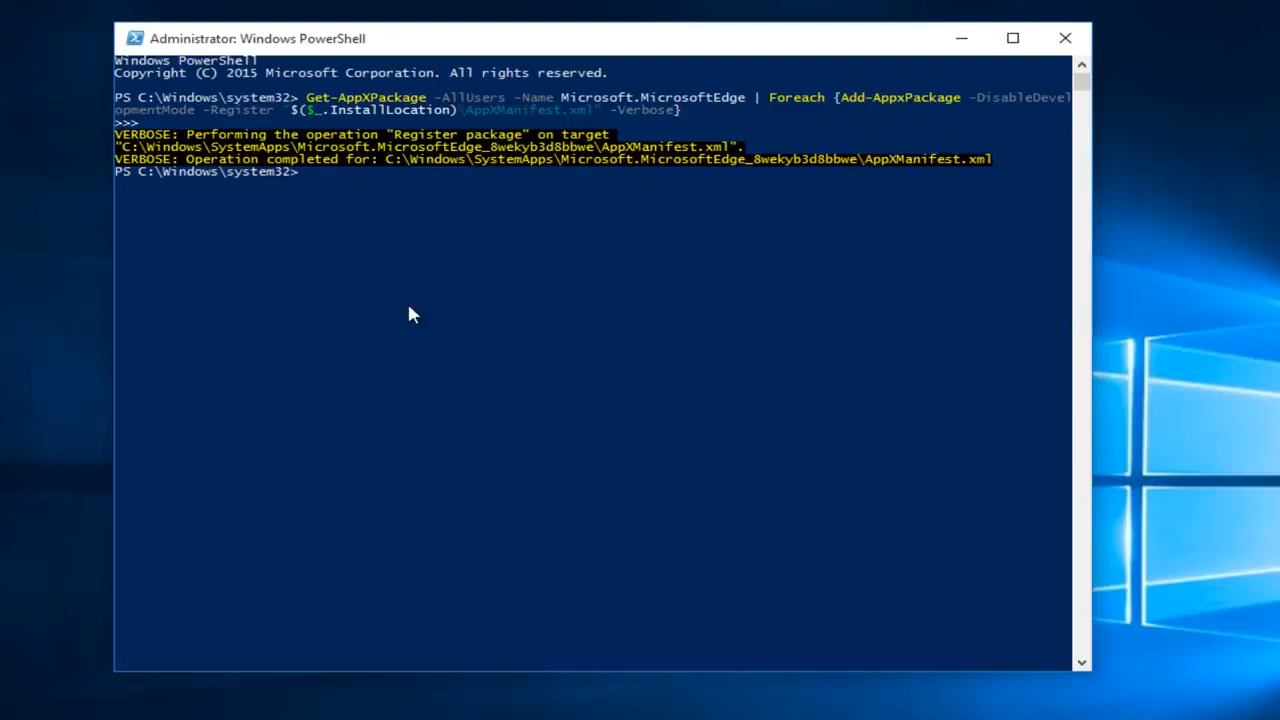 Administrator: Windows PowerShell
Windows PowerShell
Copyright (C) 2015 Microsoft Corporation. All rights reserved.
PS C:\Windows\system32> Get-AppXPackage -AllUsers -Name Microsoft.MicrosoftEdge | Foreach {Add-AppxPackage -DisableDevel
opmentMode -Register "$($_.InstallLocation)\AppXManifest.xml" -Verbose}
>>>
VERBOSE: Performing the operation "Register package" on target
"C:\Windows\SystemApps\Microsoft.MicrosoftEdge_8wekyb3d8bbwe\AppXManifest.xml".
VERBOSE: Operation completed for: C:\Windows\SystemApps\Microsoft.MicrosoftEdge_8wekyb3d8bbwe\AppXManifest.xml
PS C:\Windows\system32>